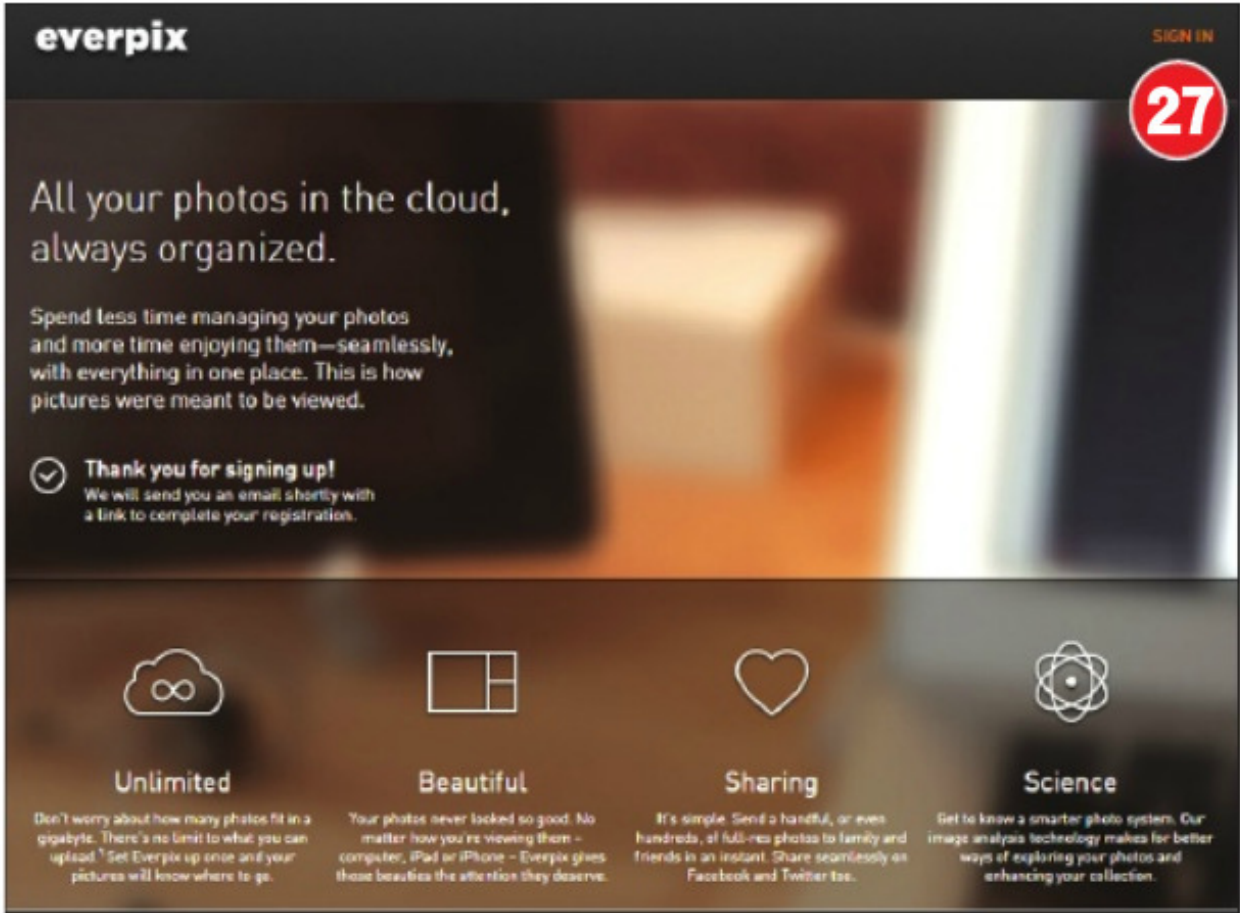 everpix
SIGN IN
27
All your photos in the cloud,
always organized.
Spend less time managing your photos
and more time enjoying them—seamlessly,
with everything in one place. This is how
pictures were meant to be viewed.
Thank you for signing up!
We will send you an email shortly with
a link to complete your registration.
Unlimited
Don't worry about how many photos fit in a
gigabyte. There's no limit to what you can
upload.* Set Everpix up once and your
pictures will know where to go.
Beautiful
Your photos never looked so good. No
matter how you're viewing them –
computer, iPad or iPhone – Everpix gives
those beauties the attention they deserve.
Sharing
It's simple. Send a handful, or even
hundreds, of full-res photos to family and
friends in an instant. Share seamlessly on
Facebook and Twitter too.
Science
Get to know a smarter photo system. Our
image analysis technology makes for better
ways of exploring your photos and
enhancing your collection.